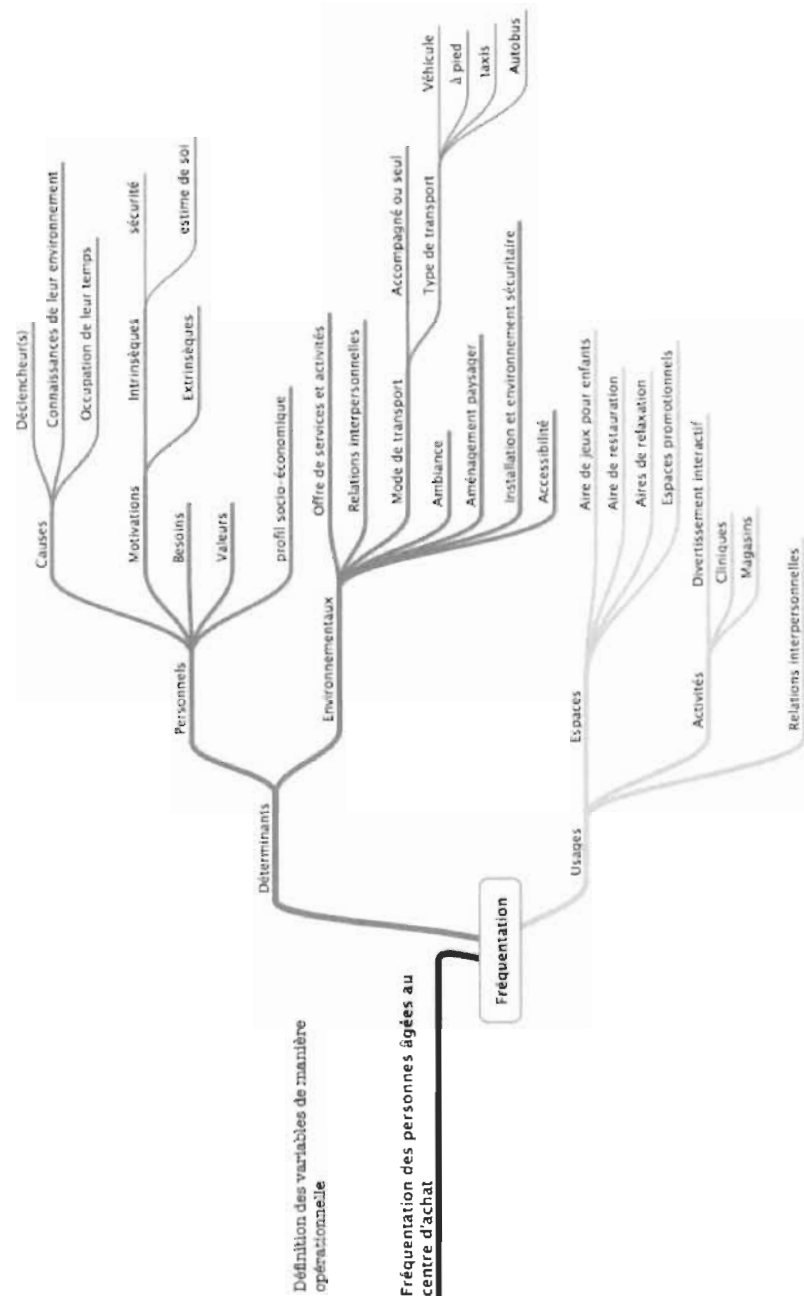 Définition des variables de manière
opérationnelle
Fréquentation des personnes âgées au
centre d'achat
Fréquentation
Déterminants
Personnels
Causes
Déclencheur(s)
Connaissances de leur environnement
Occupation de leur temps
Motivations
Intrinsèques
sécurité
estime de soi
Extrinsèques
Besoins
Valeurs
profil socio-économique
Environnementaux
Offre de services et activités
Relations interpersonnelles
Mode de transport
Accompagné ou seul
Type de transport
Véhicule
à pied
taxis
Autobus
Ambiance
Aménagement paysager
Installation et environnement sécuritaire
Accessibilité
Usages
Espaces
Aire de jeux pour enfants
Aire de restauration
Aires de relaxation
Espaces promotionnels
Activités
Divertissement interactif
Cliniques
Magasins
Relations interpersonnelles